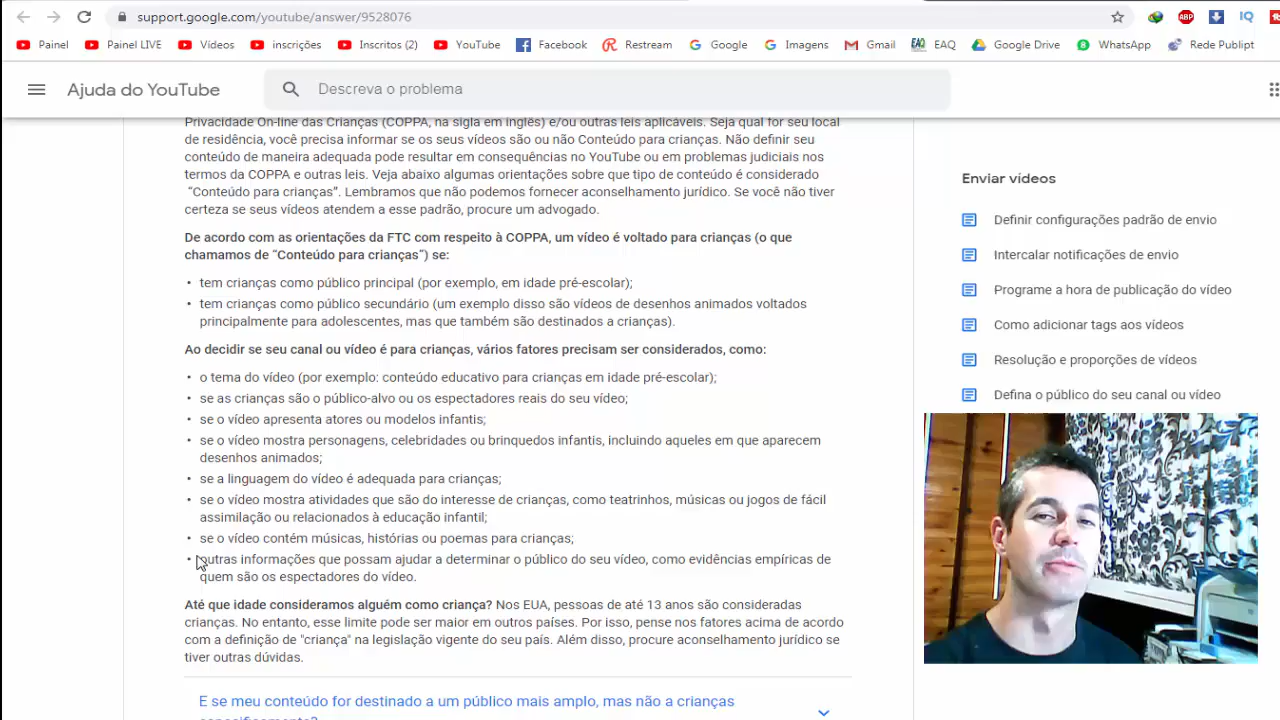 support.google.com/youtube/answer/9528076
ABP
IQ
Painel
Painel LIVE
Vídeos
inscrições
Inscritos (2)
YouTube
Facebook
Restream
Google
Imagens
Gmail
EAQ
Google Drive
WhatsApp
Rede Publipt
Ajuda do YouTube
Descreva o problema
Privacidade On-line das Crianças (COPPA, na sigla em inglês) e/ou outras leis aplicáveis. Seja qual for seu local
de residência, você precisa informar se os seus vídeos são ou não Conteúdo para crianças. Não definir seu
conteúdo de maneira adequada pode resultar em consequências no YouTube ou em problemas judiciais nos
termos da COPPA e outras leis. Veja abaixo algumas orientações sobre que tipo de conteúdo é considerado
“Conteúdo para crianças”. Lembramos que não podemos fornecer aconselhamento jurídico. Se você não tiver
certeza se seus vídeos atendem a esse padrão, procure um advogado.
De acordo com as orientações da FTC com respeito à COPPA, um vídeo é voltado para crianças (o que
chamamos de “Conteúdo para crianças”) se:
• tem crianças como público principal (por exemplo, em idade pré-escolar);
• tem crianças como público secundário (um exemplo disso são vídeos de desenhos animados voltados
principalmente para adolescentes, mas que também são destinados a crianças).
Ao decidir se seu canal ou vídeo é para crianças, vários fatores precisam ser considerados, como:
• o tema do vídeo (por exemplo: conteúdo educativo para crianças em idade pré-escolar);
• se as crianças são o público-alvo ou os espectadores reais do seu vídeo;
• se o vídeo apresenta atores ou modelos infantis;
• se o vídeo mostra personagens, celebridades ou brinquedos infantis, incluindo aqueles em que aparecem
desenhos animados;
• se a linguagem do vídeo é adequada para crianças;
• se o vídeo mostra atividades que são do interesse de crianças, como teatrinhos, músicas ou jogos de fácil
assimilação ou relacionados à educação infantil;
• se o vídeo contém músicas, histórias ou poemas para crianças;
• outras informações que possam ajudar a determinar o público do seu vídeo, como evidências empíricas de
quem são os espectadores do vídeo.
Até que idade consideramos alguém como criança? Nos EUA, pessoas de até 13 anos são consideradas
crianças. No entanto, esse limite pode ser maior em outros países. Por isso, pense nos fatores acima de acordo
com a definição de "criança" na legislação vigente do seu país. Além disso, procure aconselhamento jurídico se
tiver outras dúvidas.
E se meu conteúdo for destinado a um público mais amplo, mas não a crianças
especificamente?
Enviar vídeos
Definir configurações padrão de envio
Intercalar notificações de envio
Programe a hora de publicação do vídeo
Como adicionar tags aos vídeos
Resolução e proporções de vídeos
Defina o público do seu canal ou vídeo